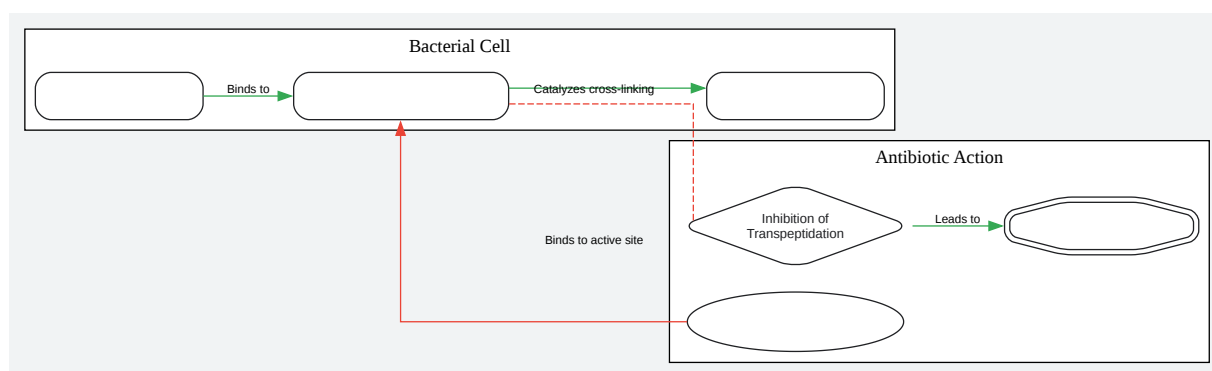 Bacterial Cell
Binds to
Catalyzes cross-linking
Antibiotic Action
Inhibition of
Transpeptidation
Leads to
Binds to active site